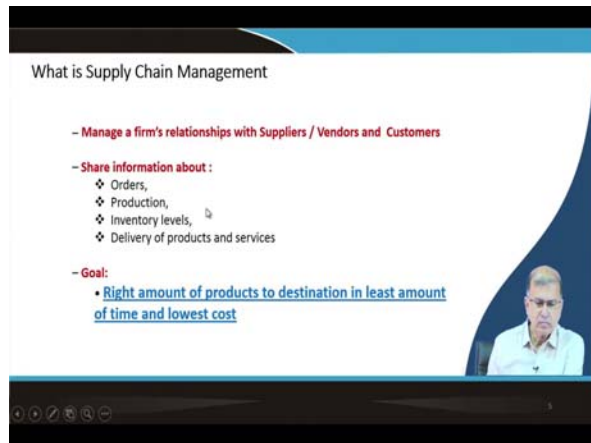 What is Supply Chain Management
– Manage a firm's relationships with Suppliers / Vendors and Customers
– Share information about :
❖ Orders,
❖ Production,
❖ Inventory levels,
❖ Delivery of products and services
– Goal:
• Right amount of products to destination in least amount
of time and lowest cost
5